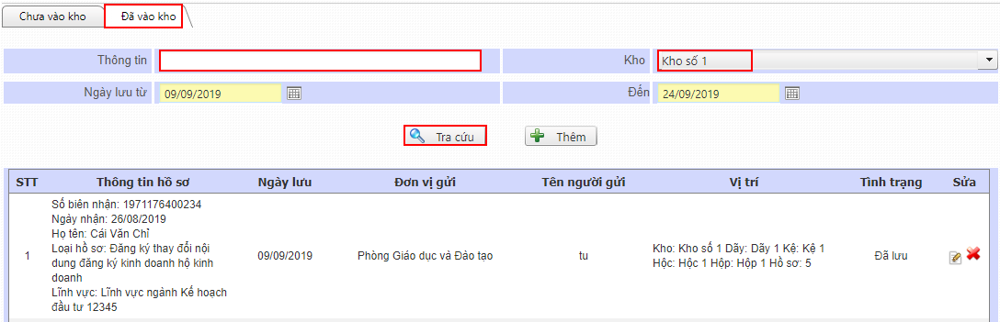 Chưa vào kho Đã vào kho
Thông tin Kho Kho số 1
Ngày lưu từ 09/09/2019 Đến 24/09/2019
Tra cứu Thêm
STT Thông tin hồ sơ Ngày lưu Đơn vị gửi Tên người gửi Vị trí Tình trạng Sửa
Số biên nhận: 1971176400234
Ngày nhận: 26/08/2019
Họ tên: Cái Văn Chỉ
Loại hồ sơ: Đăng ký thay đổi nội
dung đăng ký kinh doanh hộ kinh
doanh
Lĩnh vực: Lĩnh vực ngành Kế hoạch
đầu tư 12345
1 09/09/2019 Phòng Giáo dục và Đào tạo tu
Kho: Kho số 1 Dãy: Dãy 1 Kệ: Kệ 1
Hộc: Hộc 1 Hộp: Hộp 1 Hồ sơ: 5
Đã lưu